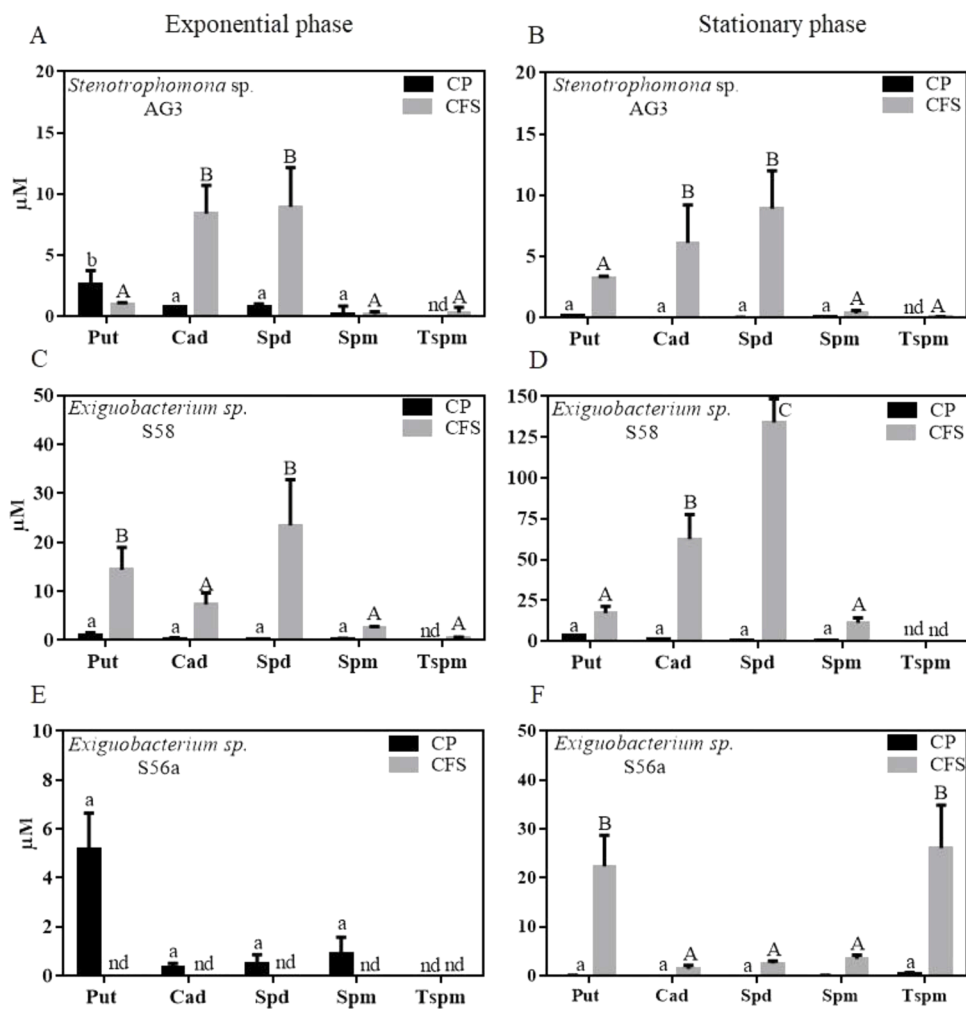 Exponential phase
Stationary phase
A
20
15
10
5
0
μM
Stenotrophomona sp.
AG3
CP
CFS
b
A
a
B
a
B
a
A
nd
A
Put
Cad
Spd
Spm
Tspm
B
20
15
10
5
0
Stenotrophomona sp.
AG3
CP
CFS
a
A
a
B
a
B
a
A
nd
A
Put
Cad
Spd
Spm
Tspm
C
50
40
30
20
10
0
μM
Exiguobacterium sp.
S58
CP
CFS
a
B
a
A
a
B
a
A
nd
A
Put
Cad
Spd
Spm
Tspm
D
150
125
100
75
50
25
0
Exiguobacterium sp.
S58
CP
CFS
a
A
a
B
a
C
a
A
nd
nd
Put
Cad
Spd
Spm
Tspm
E
10
8
6
4
2
0
μM
Exiguobacterium sp.
S56a
CP
CFS
a
nd
a
nd
a
nd
a
nd
nd
nd
Put
Cad
Spd
Spm
Tspm
F
50
40
30
20
10
0
Exiguobacterium sp.
S56a
CP
CFS
a
B
a
A
a
A
a
A
a
B
Put
Cad
Spd
Spm
Tspm